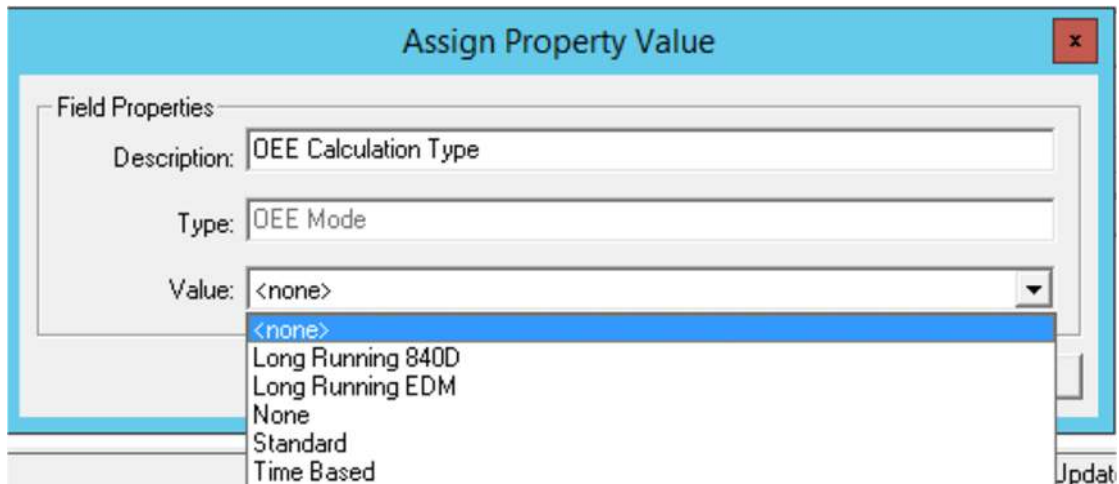 Assign Property Value
x
Field Properties
Description: OEE Calculation Type
Type: OEE Mode
Value: <none>
<none>
Long Running 840D
Long Running EDM
None
Standard
Time Based